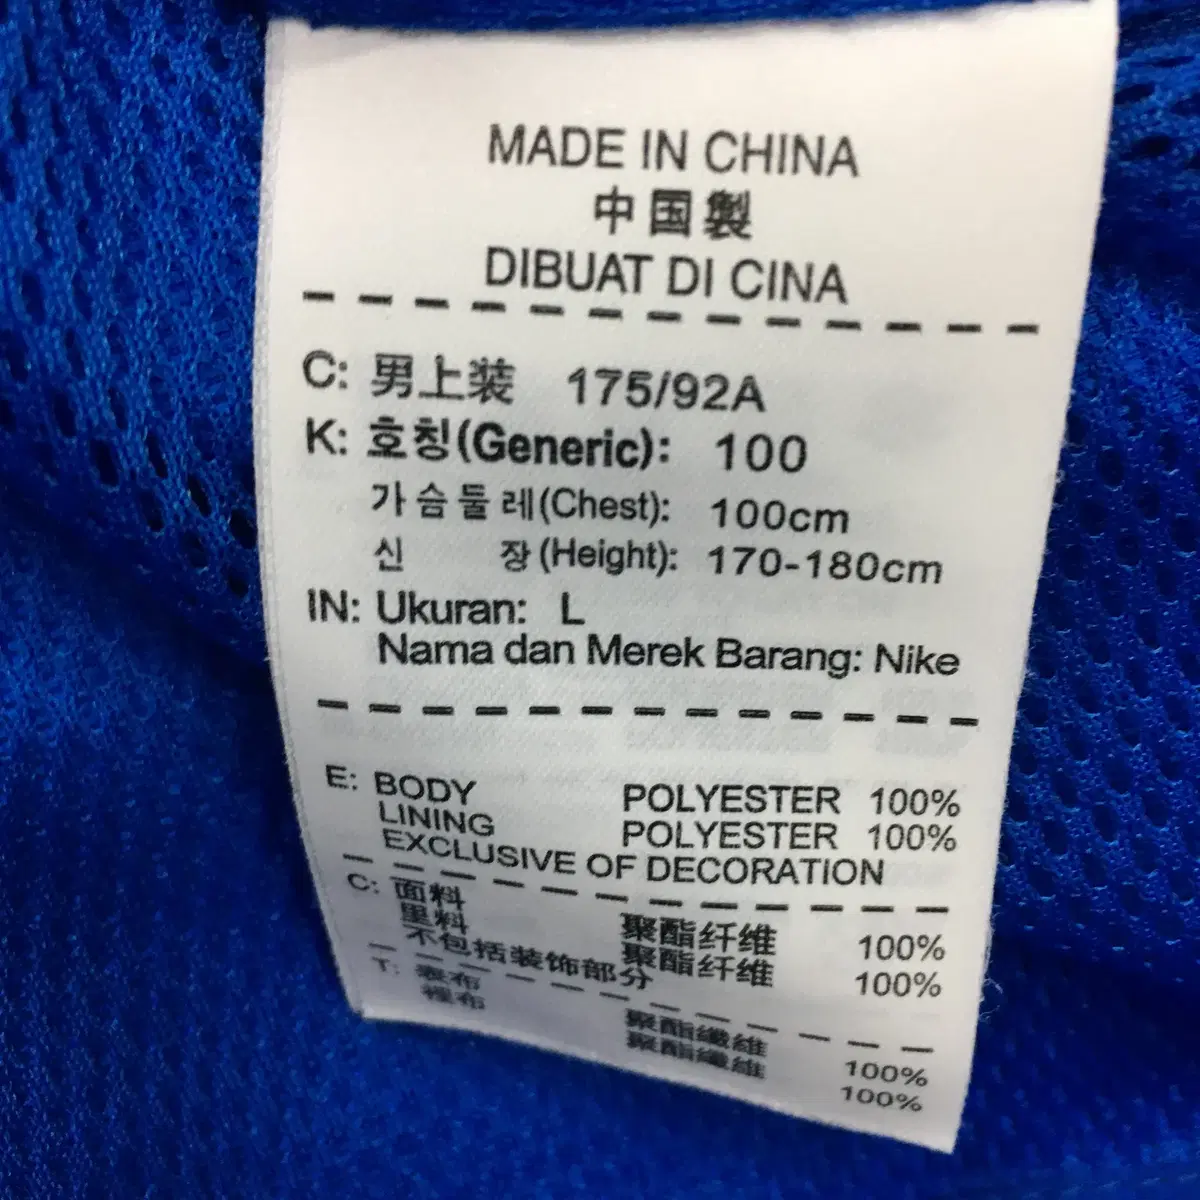 MADE IN CHINA
中国製
DIBUAT DI CINA
C: 男上装 175/92A
K: 호칭(Generic): 100
가슴둘레(Chest): 100cm
신 장(Height): 170-180cm
IN: Ukuran: L
Nama dan Merek Barang: Nike
E: BODY POLYESTER 100%
LINING POLYESTER 100%
EXCLUSIVE OF DECORATION
C: 面料 聚酯纤维 100%
里料 聚酯纤维 100%
不包括装饰部分
T: 表布 聚酯纖維 100%
裡布 聚酯纖維 100%